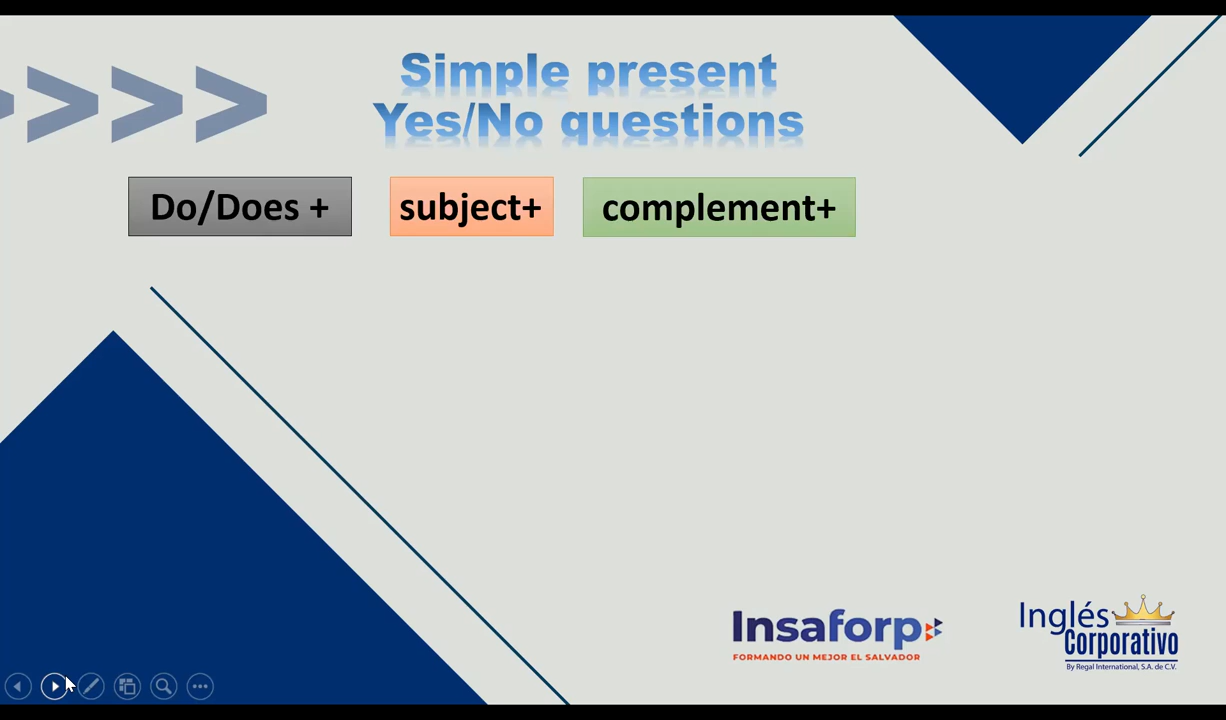 Simple present
Yes/No questions
Do/Does +
subject+
complement+
Insaforp
FORMANDO UN MEJOR EL SALVADOR
Inglés
Corporativo
By Regal International, S.A. de C.V.